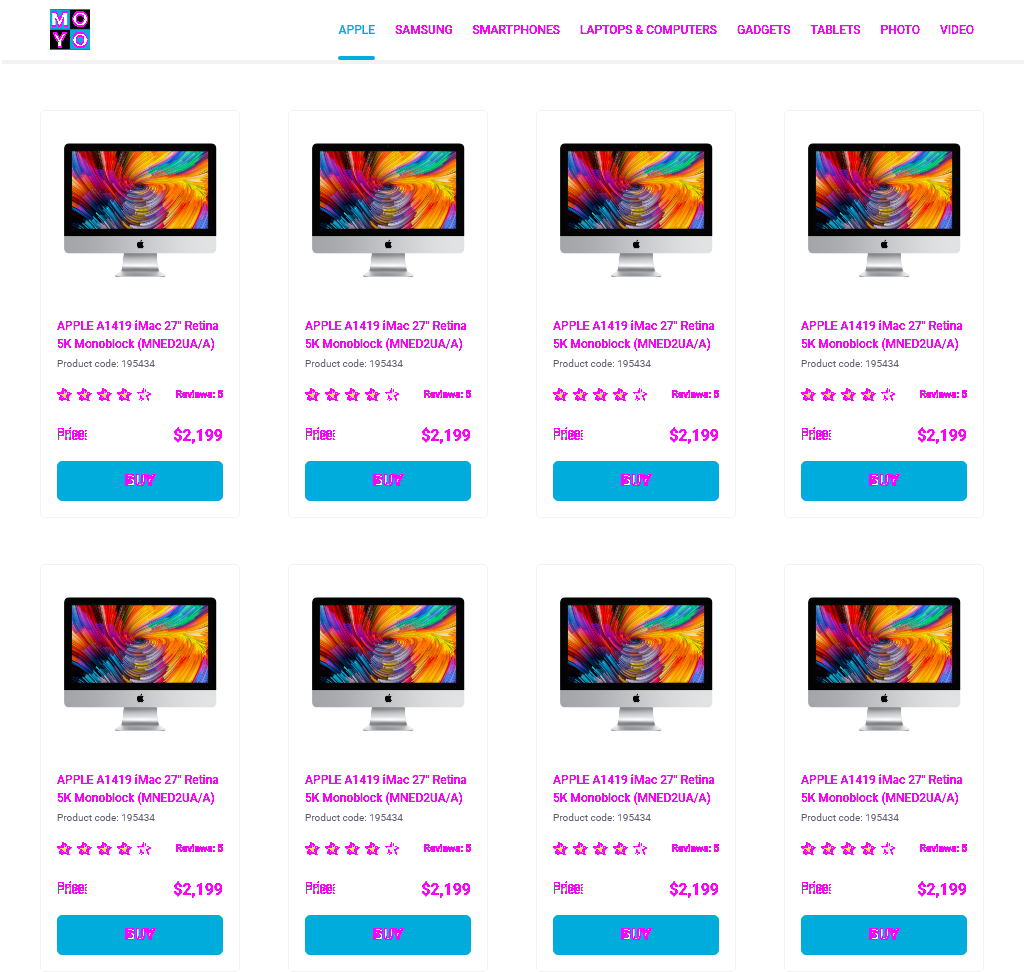 MO
YO
APPLE SAMSUNG SMARTPHONES LAPTOPS & COMPUTERS GADGETS TABLETS PHOTO VIDEO
APPLE A1419 iMac 27" Retina
5K Monoblock (MNED2UA/A)
Product code: 195434
Reviews: 5
Price: $2,199
BUY
APPLE A1419 iMac 27" Retina
5K Monoblock (MNED2UA/A)
Product code: 195434
Reviews: 5
Price: $2,199
BUY
APPLE A1419 iMac 27" Retina
5K Monoblock (MNED2UA/A)
Product code: 195434
Reviews: 5
Price: $2,199
BUY
APPLE A1419 iMac 27" Retina
5K Monoblock (MNED2UA/A)
Product code: 195434
Reviews: 5
Price: $2,199
BUY
APPLE A1419 iMac 27" Retina
5K Monoblock (MNED2UA/A)
Product code: 195434
Reviews: 5
Price: $2,199
BUY
APPLE A1419 iMac 27" Retina
5K Monoblock (MNED2UA/A)
Product code: 195434
Reviews: 5
Price: $2,199
BUY
APPLE A1419 iMac 27" Retina
5K Monoblock (MNED2UA/A)
Product code: 195434
Reviews: 5
Price: $2,199
BUY
APPLE A1419 iMac 27" Retina
5K Monoblock (MNED2UA/A)
Product code: 195434
Reviews: 5
Price: $2,199
BUY